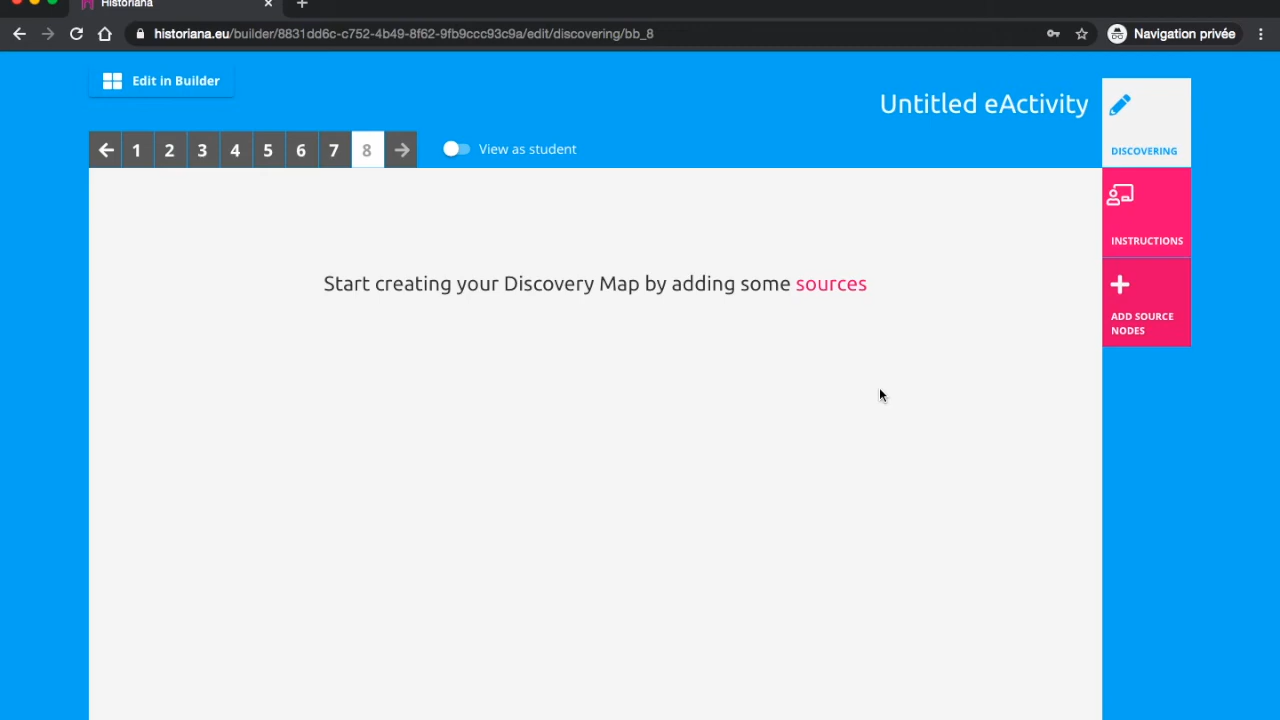 Historiana
historiana.eu/builder/8831dd6c-c752-4b49-8f62-9fb9ccc93c9a/edit/discovering/bb_8
Navigation privée
Edit in Builder
Untitled eActivity
1 2 3 4 5 6 7 8
View as student
DISCOVERING
INSTRUCTIONS
ADD SOURCE
NODES
Start creating your Discovery Map by adding some sources